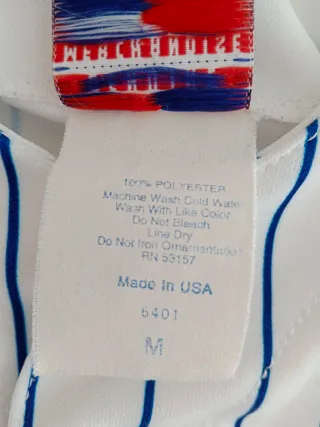 MERCHANDISE
100% POLYESTER
Machine Wash Cold Water
Wash With Like Color
Do Not Bleach
Line Dry
Do Not Iron Ornamentation
RN 53157
Made In USA
6401
M